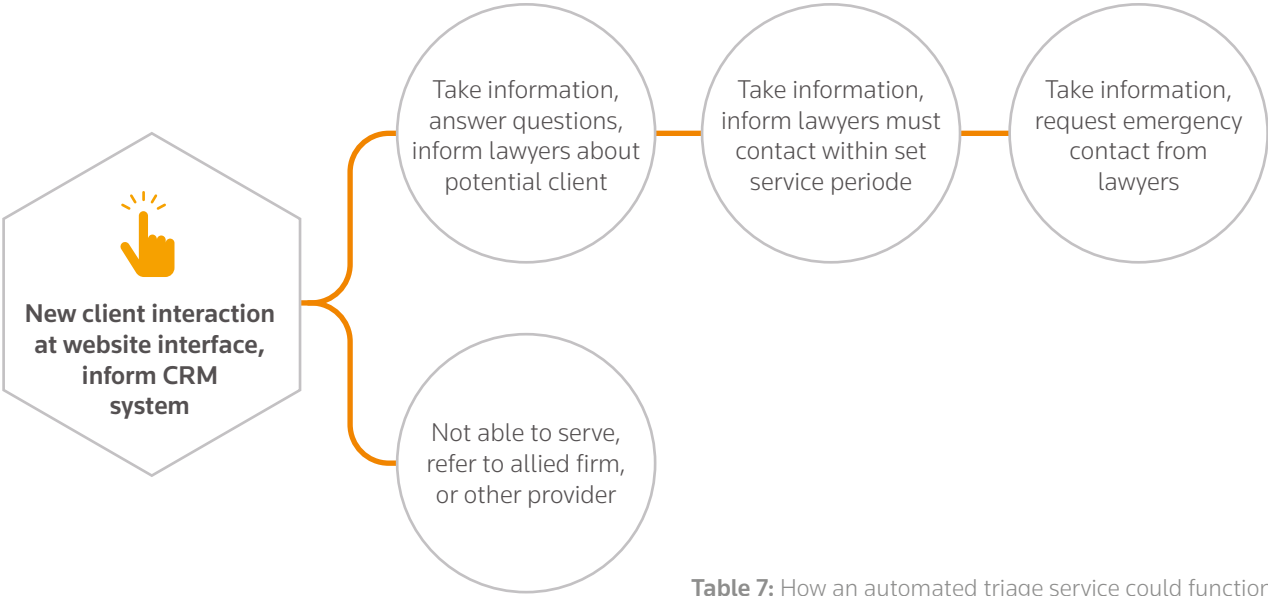 New client interaction
at website interface,
inform CRM
system
Take information,
answer questions,
inform lawyers about
potential client
Take information,
inform lawyers must
contact within set
service periode
Take information,
request emergency
contact from
lawyers
Not able to serve,
refer to allied firm,
or other provider
Table 7: How an automated triage service could function